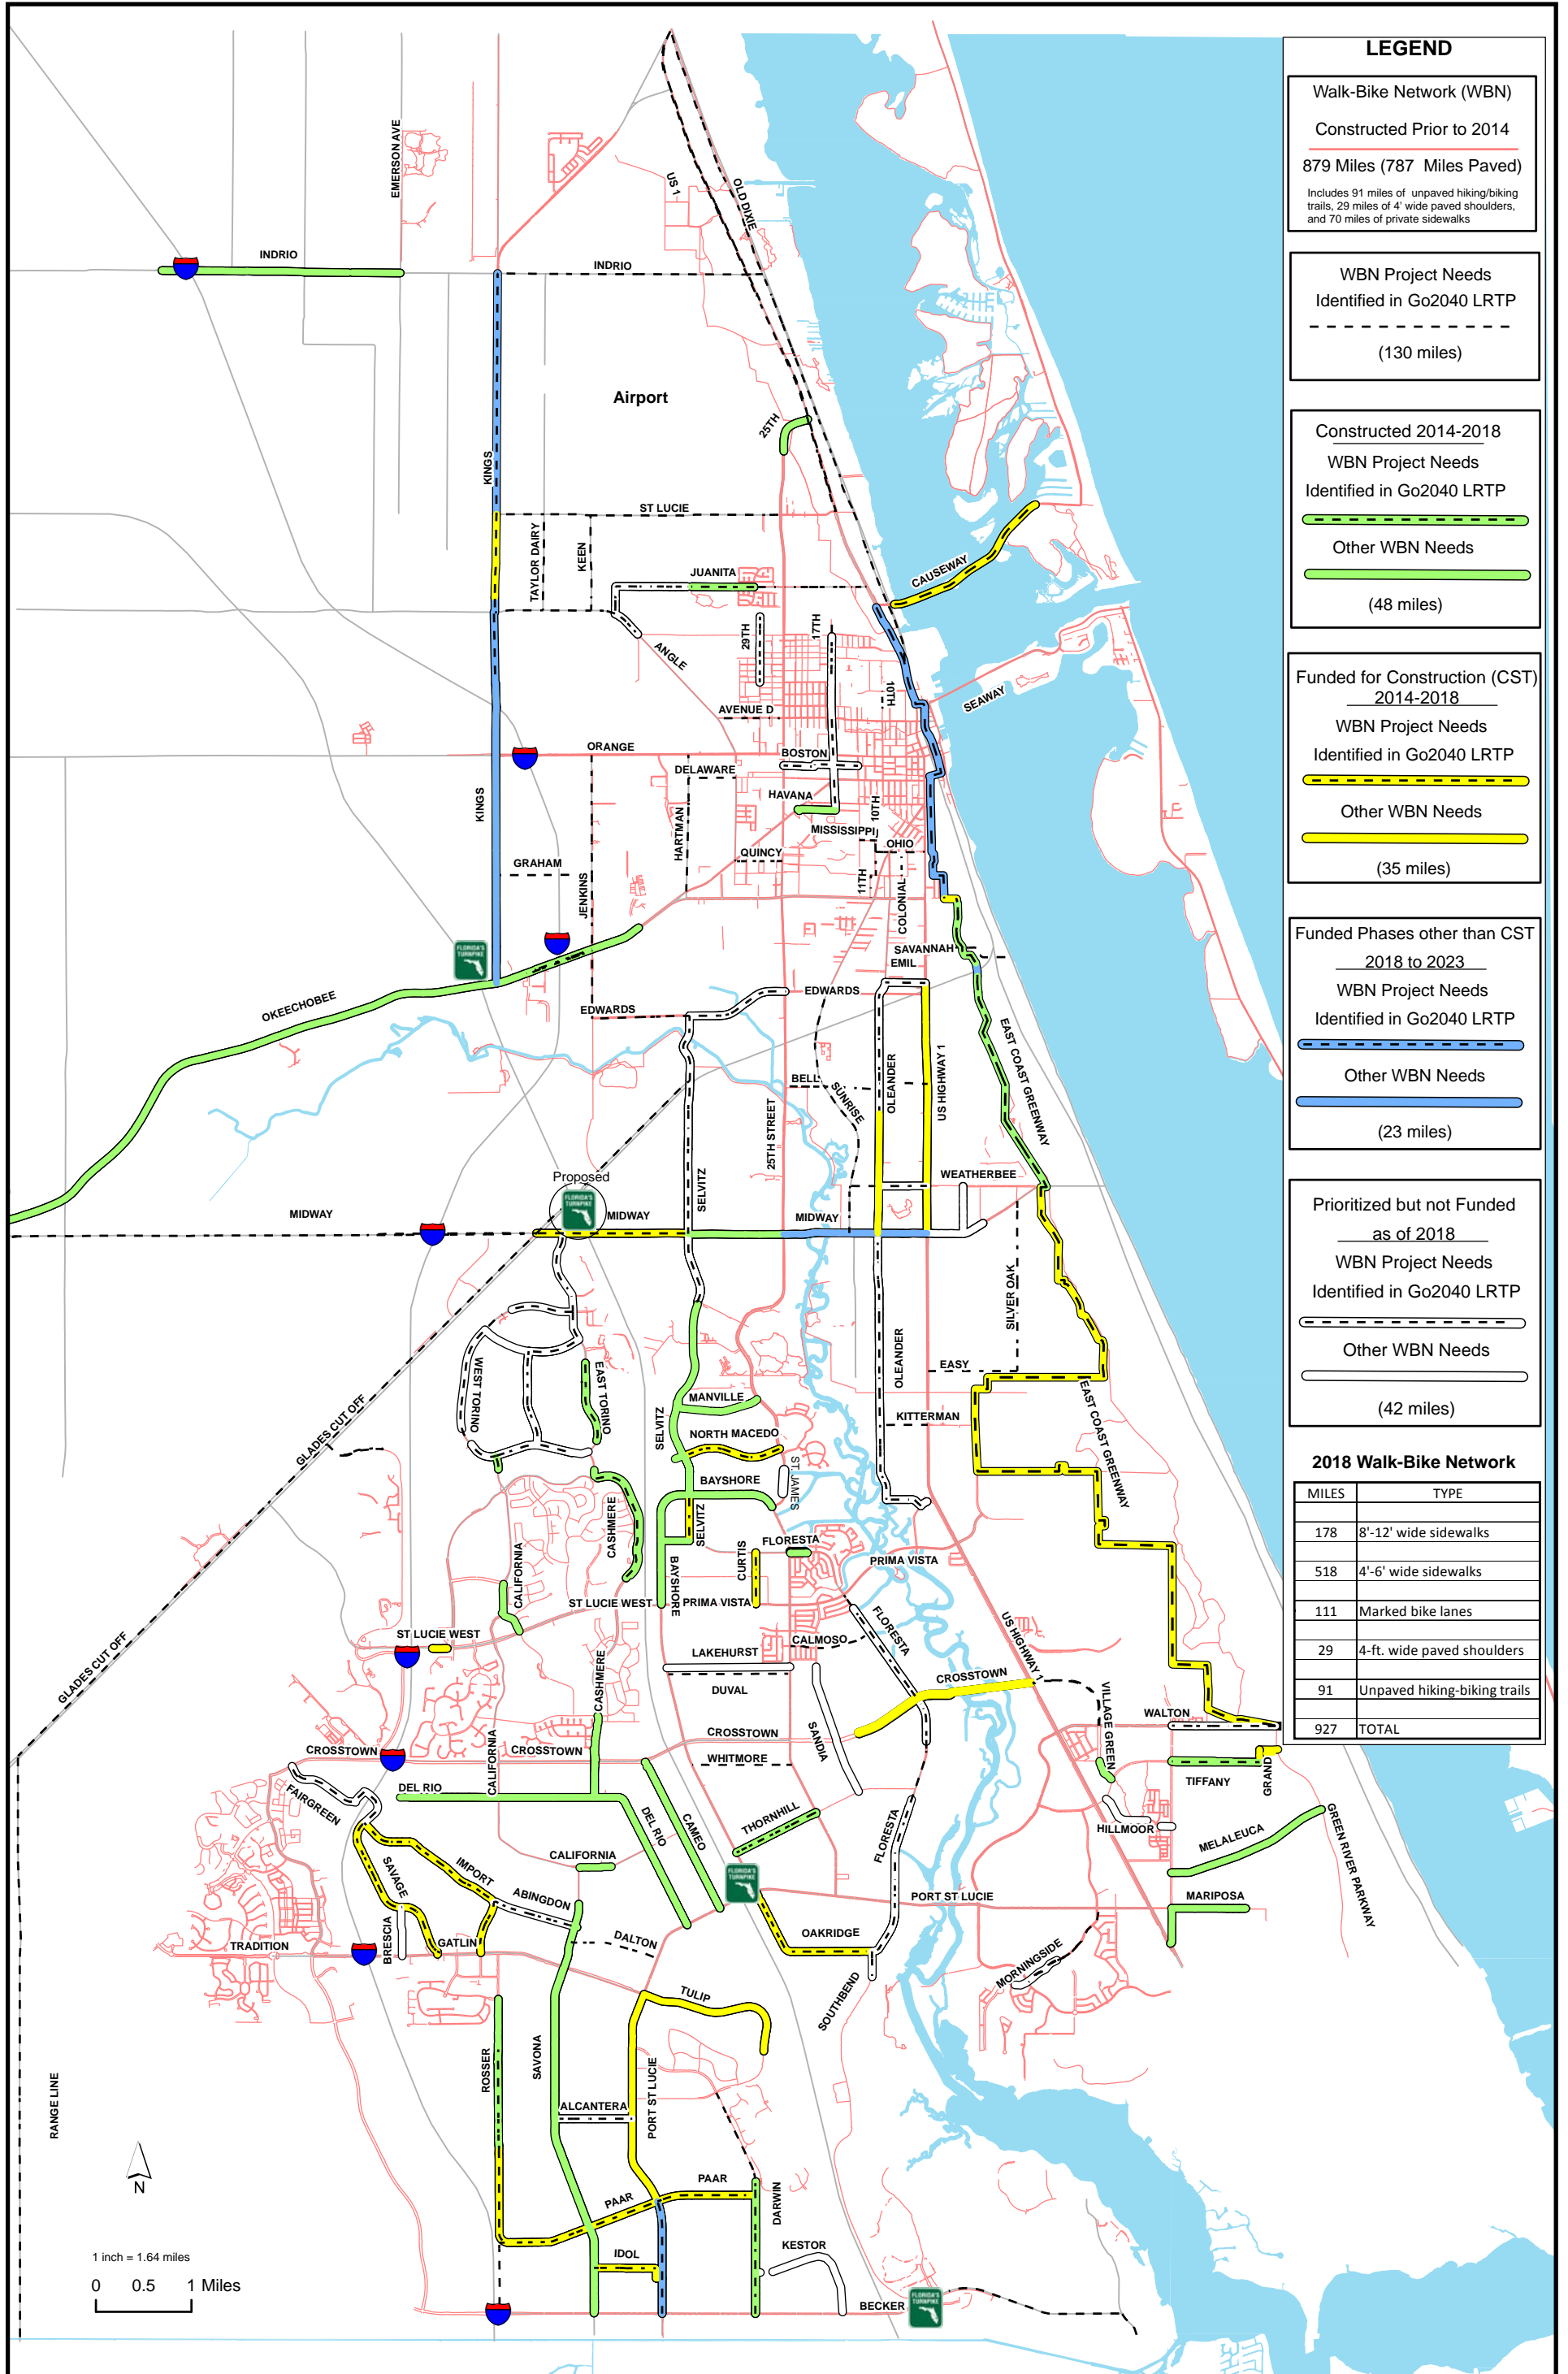 LEGEND
Walk-Bike Network (WBN)
Constructed Prior to 2014
879 Miles (787 Miles Paved)
Includes 91 miles of unpaved hiking/biking
trails, 29 miles of 4' wide paved shoulders,
and 70 miles of private sidewalks
WBN Project Needs
Identified in Go2040 LRTP
(130 miles)
Constructed 2014-2018
WBN Project Needs
Identified in Go2040 LRTP
Other WBN Needs
(48 miles)
Funded for Construction (CST)
2014-2018
WBN Project Needs
Identified in Go2040 LRTP
Other WBN Needs
(35 miles)
Funded Phases other than CST
2018 to 2023
WBN Project Needs
Identified in Go2040 LRTP
Other WBN Needs
(23 miles)
Prioritized but not Funded
as of 2018
WBN Project Needs
Identified in Go2040 LRTP
Other WBN Needs
(42 miles)
2018 Walk-Bike Network
MILES TYPE
178 8'-12' wide sidewalks
518 4'-6' wide sidewalks
111 Marked bike lanes
29 4-ft. wide paved shoulders
91 Unpaved hiking-biking trails
927 TOTAL
EMERSON AVE
US 1
OLD DIXIE
INDRIO
INDRIO
Airport
25TH
KINGS
ST LUCIE
TAYLOR DAIRY
KEEN
JUANITA
CAUSEWAY
29TH
17TH
ANGLE
10TH
SEAWAY
AVENUE D
ORANGE
BOSTON
DELAWARE
KINGS
HAVANA
HARTMAN
10TH
MISSISSIPPI
OHIO
QUINCY
GRAHAM
JENKINS
11TH
COLONIAL
FLORIDA'S
TURNPIKE
SAVANNAH
EMIL
OKEECHOBEE
EDWARDS
EDWARDS
EAST COAST GREENWAY
OLEANDER
US HIGHWAY 1
BELL
SUNRISE
25TH STREET
Proposed
FLORIDA'S
TURNPIKE
SELVITZ
WEATHERBEE
MIDWAY
MIDWAY
MIDWAY
SILVER OAK
OLEANDER
WEST TORINO
EAST TORINO
EASY
MANVILLE
EAST COAST GREENWAY
GLADES CUT OFF
SELVITZ
KITTERMAN
NORTH MACEDO
ST. JAMES
BAYSHORE
CASHMERE
SELVITZ
FLORESTA
CALIFORNIA
CURTIS
PRIMA VISTA
BAYSHORE
ST LUCIE WEST
PRIMA VISTA
FLORESTA
US HIGHWAY 1
ST LUCIE WEST
CALMOSO
LAKEHURST
GLADES CUT OFF
CASHMERE
DUVAL
CROSSTOWN
VILLAGE GREEN
WALTON
SANDIA
CROSSTOWN
CROSSTOWN
CROSSTOWN
CALIFORNIA
WHITMORE
TIFFANY
GRAND
FAIRGREEN
DEL RIO
DEL RIO
CAMEO
THORNHILL
FLORESTA
HILLMOOR
MELALEUCA
GREEN RIVER PARKWAY
CALIFORNIA
SAVAGE
IMPORT
FLORIDA'S
TURNPIKE
ABINGDON
PORT ST LUCIE
MARIPOSA
BRESCIA
OAKRIDGE
TRADITION
GATLIN
DALTON
MORNINGSIDE
TULIP
SOUTHBEND
ROSSER
SAVONA
PORT ST LUCIE
RANGE LINE
ALCANTERA
PAAR
PAAR
DARWIN
KESTOR
IDOL
BECKER
FLORIDA'S
TURNPIKE
N
1 inch = 1.64 miles
0 0.5 1 Miles